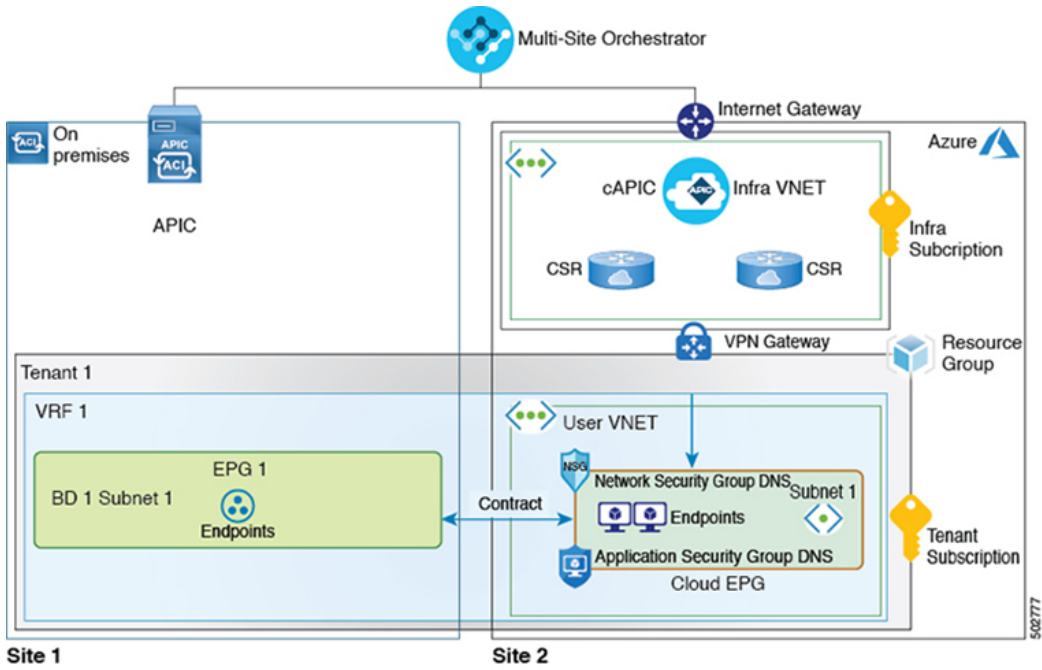 Multi-Site Orchestrator
Internet Gateway
ACI
On
premises
APIC
ACI
APIC
Azure
cAPIC
APIC
Infra VNET
CSR
CSR
Infra
Subcription
VPN Gateway
Resource
Group
Tenant 1
VRF 1
User VNET
EPG 1
BD 1 Subnet 1
Endpoints
Contract
NSG
Network Security Group DNS
Subnet 1
Endpoints
Application Security Group DNS
Cloud EPG
Tenant
Subscription
502777
Site 1
Site 2